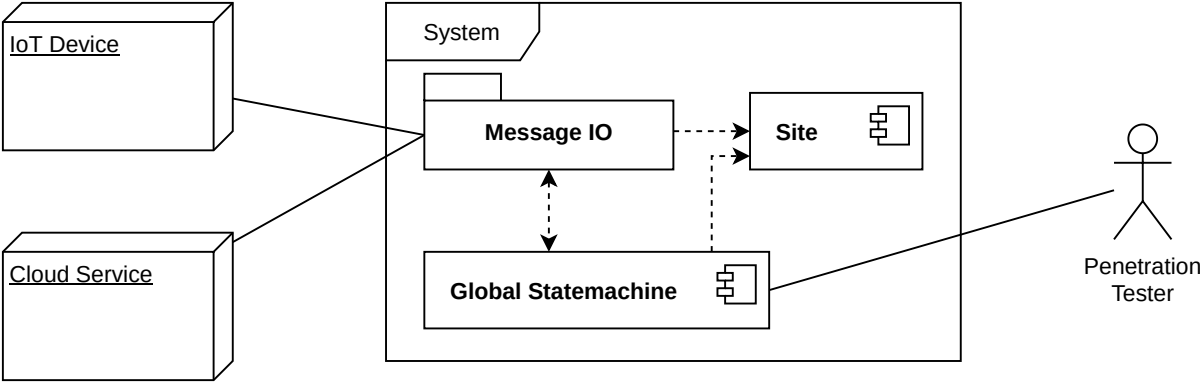 IoT Device
System
Message IO
Site
Cloud Service
Global Statemachine
Penetration
Tester